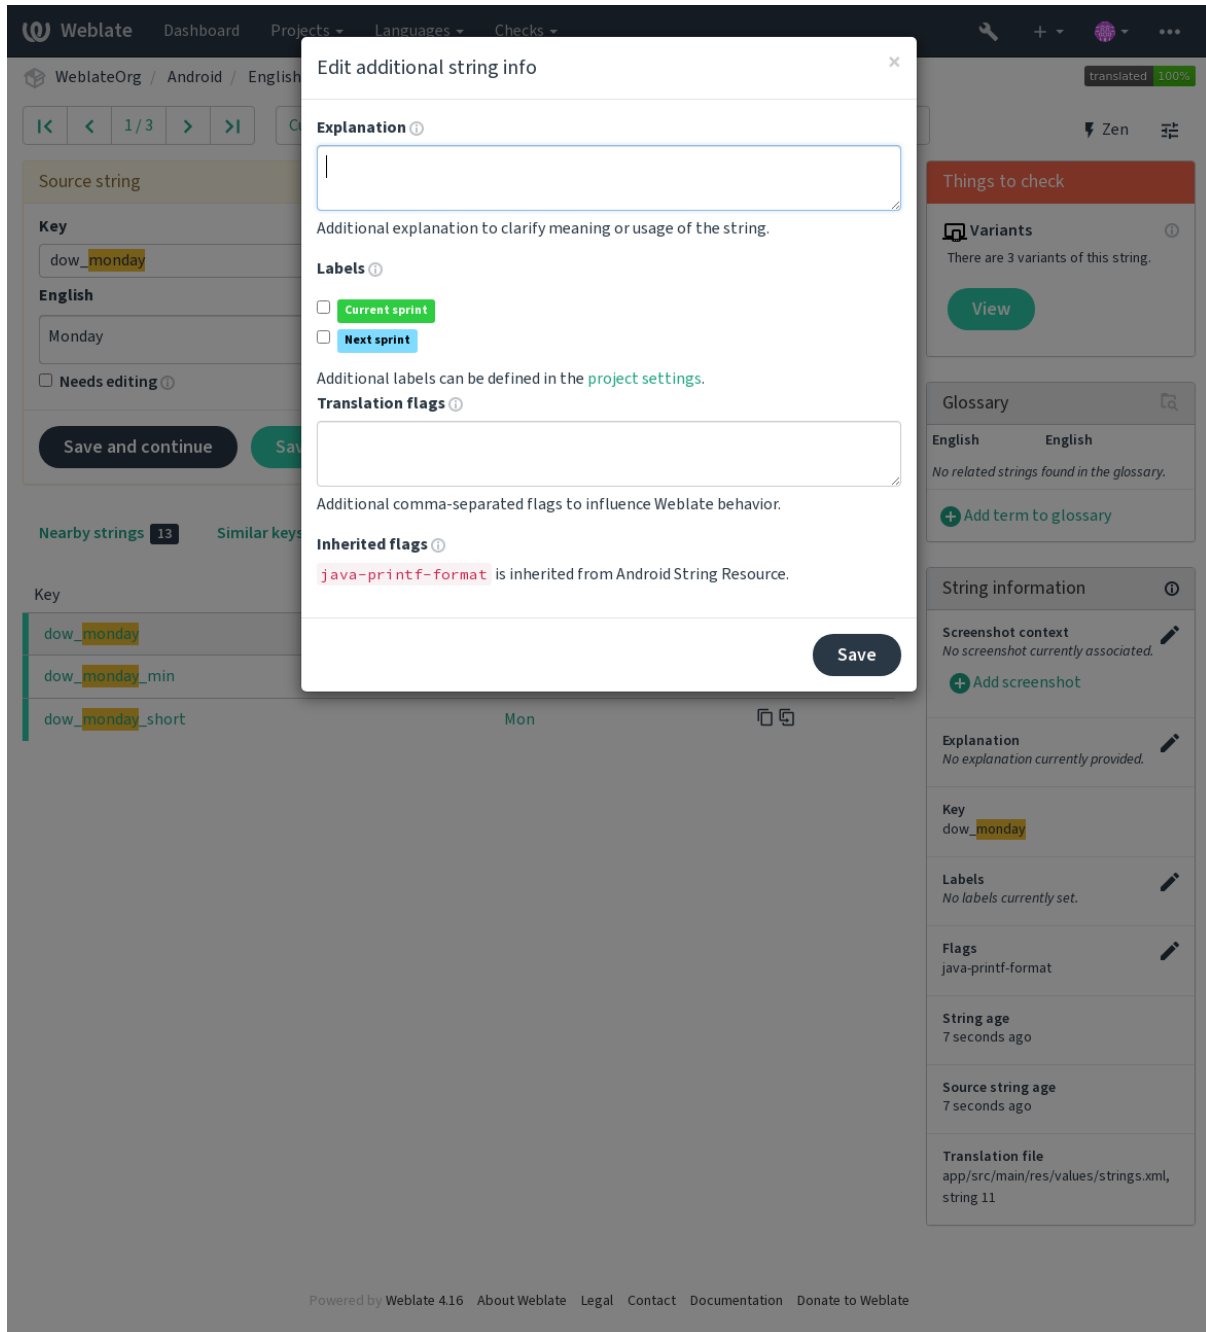 Weblate Dashboard Projects Languages Checks
WeblateOrg / Android / English
translated 100%
1 / 3
Zen
Edit additional string info
×
Explanation
Additional explanation to clarify meaning or usage of the string.
Labels
Current sprint
Next sprint
Additional labels can be defined in the project settings.
Translation flags
Additional comma-separated flags to influence Weblate behavior.
Inherited flags
java-printf-format is inherited from Android String Resource.
Save
Source string
Key
dow_monday
English
Monday
Needs editing
Save and continue
Nearby strings 13 Similar keys
Key
dow_monday
dow_monday_min
dow_monday_short Mon
Things to check
Variants
There are 3 variants of this string.
View
Glossary
English English
No related strings found in the glossary.
Add term to glossary
String information
Screenshot context
No screenshot currently associated.
Add screenshot
Explanation
No explanation currently provided.
Key
dow_monday
Labels
No labels currently set.
Flags
java-printf-format
String age
7 seconds ago
Source string age
7 seconds ago
Translation file
app/src/main/res/values/strings.xml,
string 11
Powered by Weblate 4.16 About Weblate Legal Contact Documentation Donate to Weblate